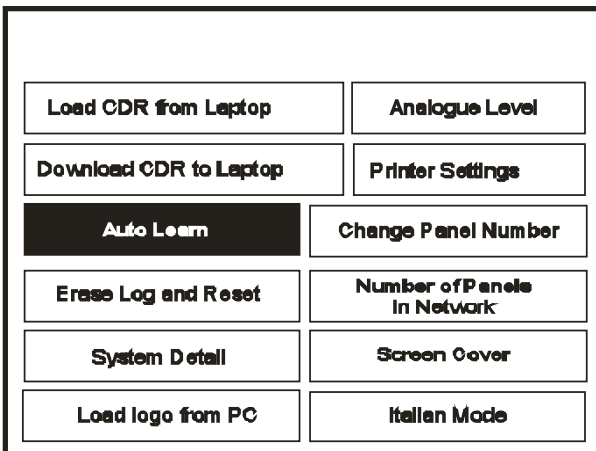 Load CDR from Laptop
Analogue Level
Download CDR to Laptop
Printer Settings
Auto Learn
Change Panel Number
Erase Log and Reset
Number of Panels
In Network
System Detail
Screen Cover
Load logo from PC
Italian Mode